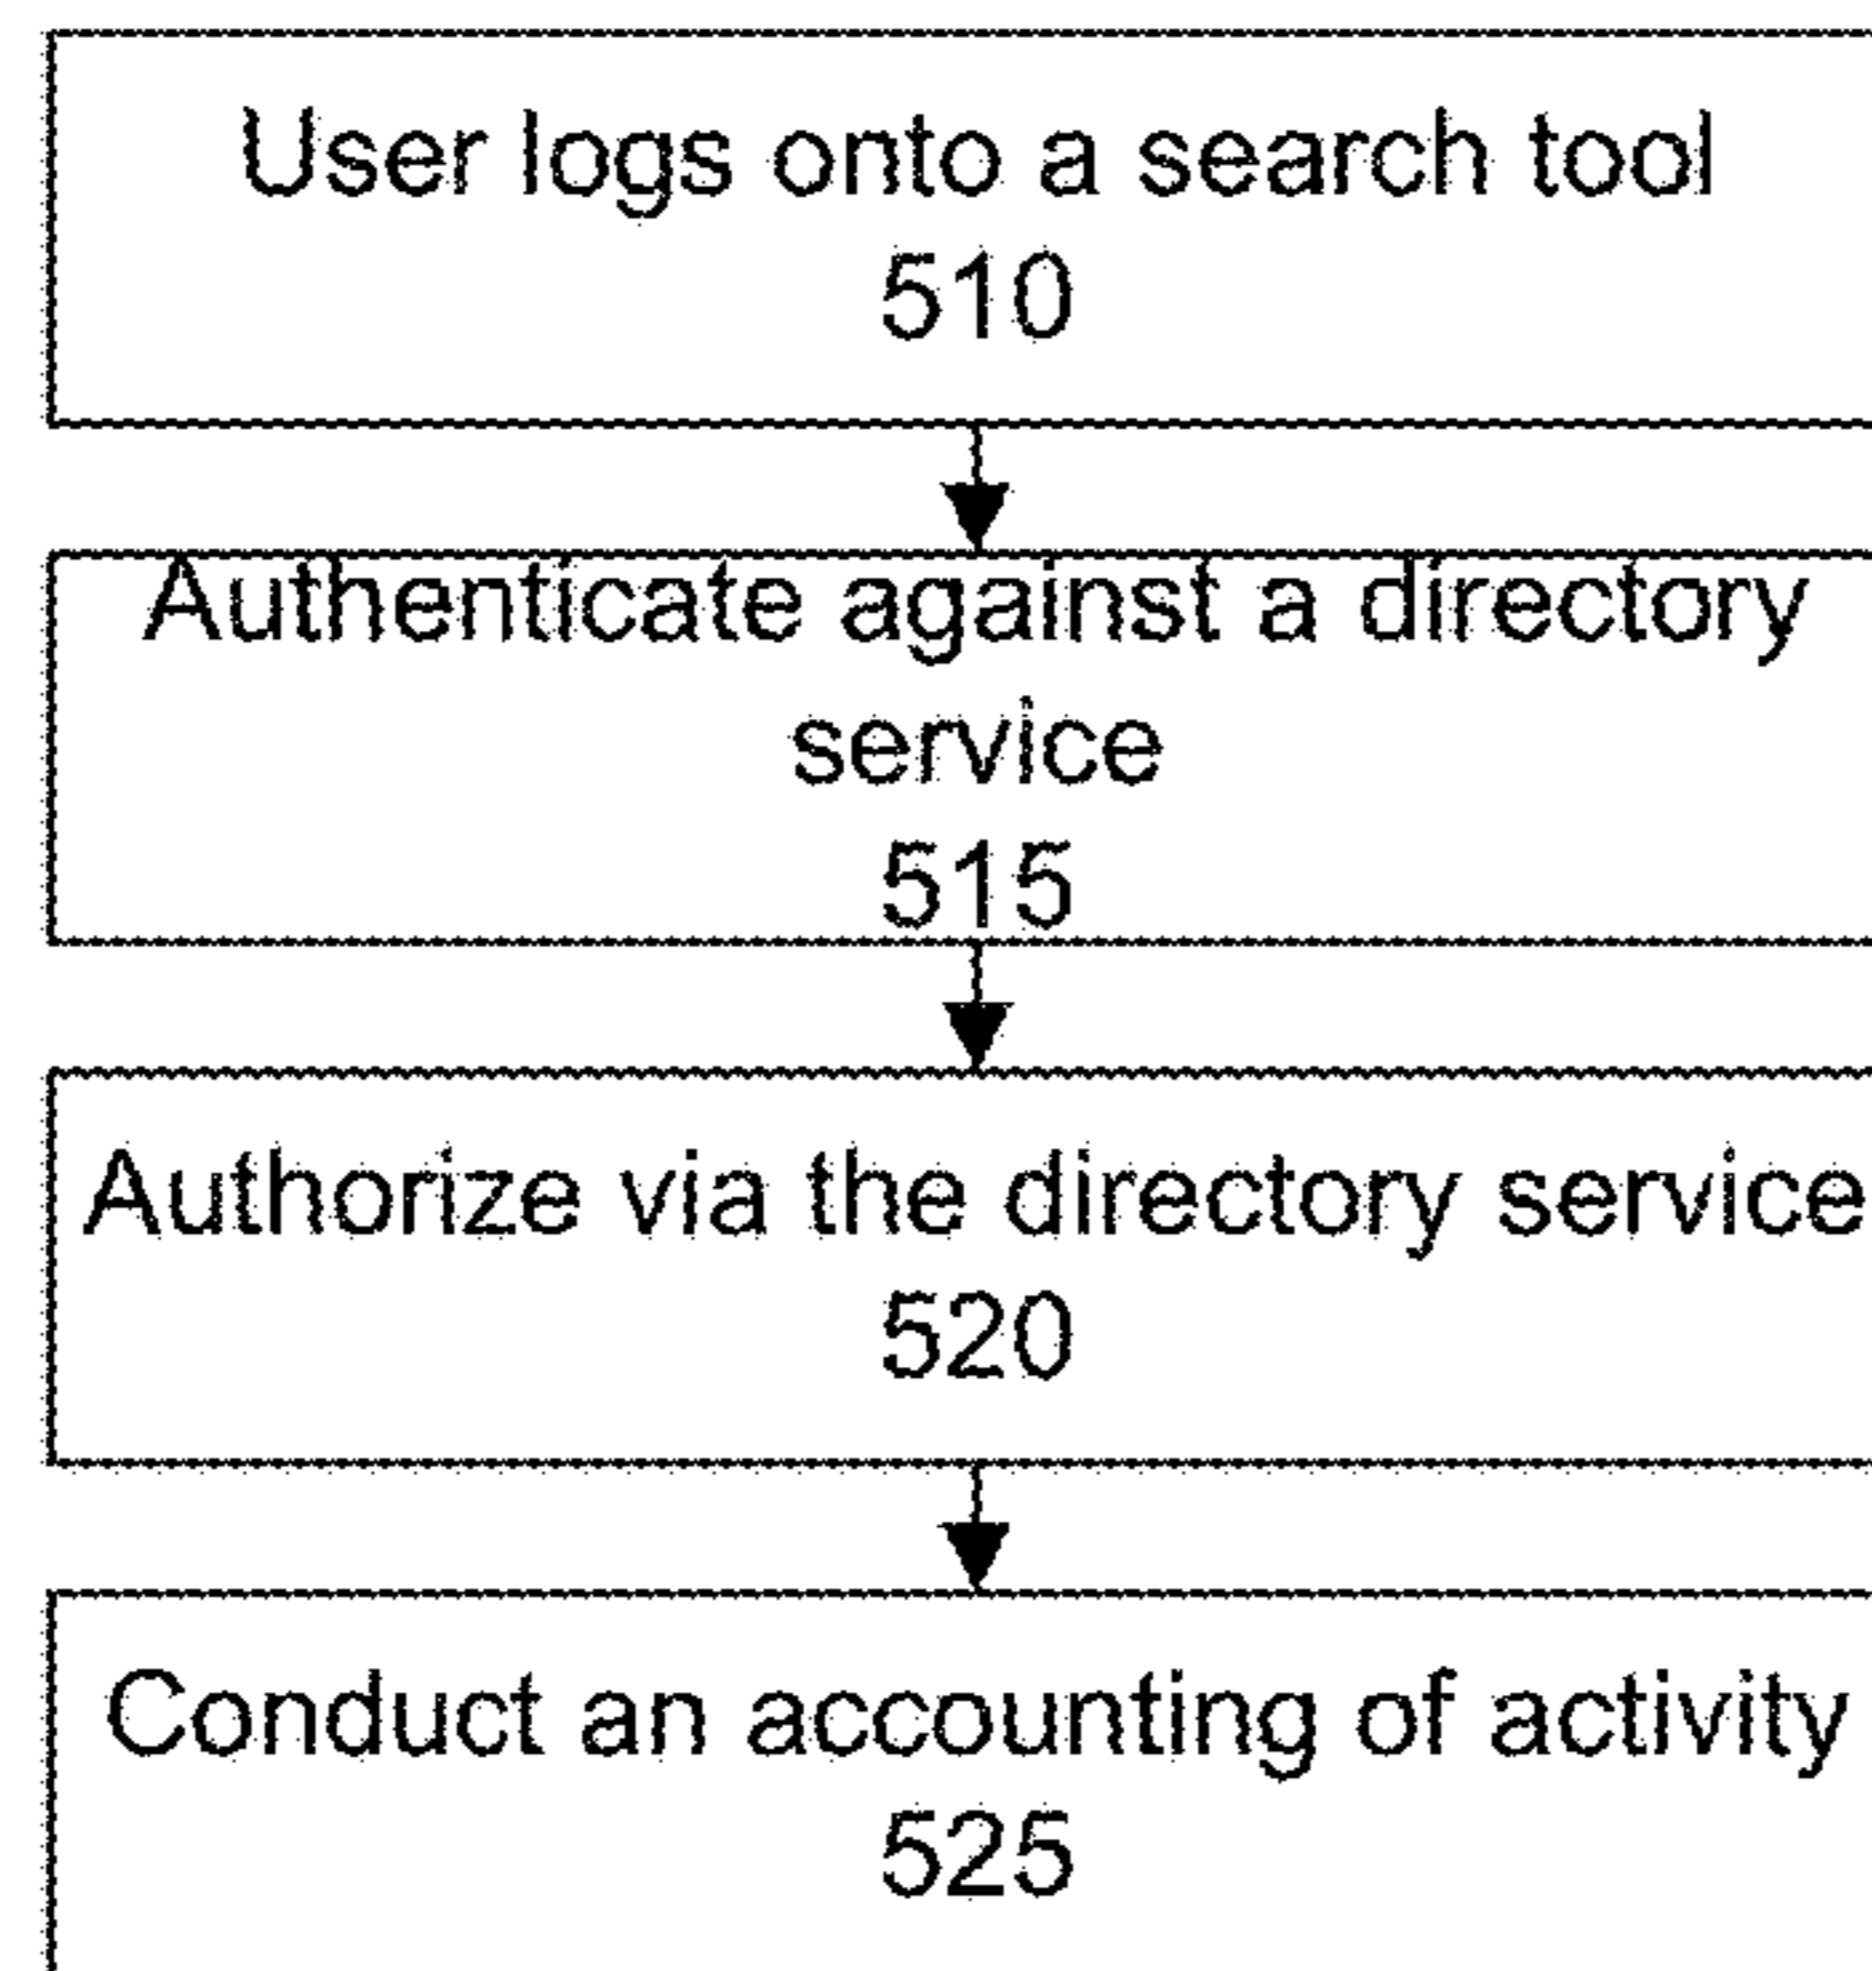 User logs onto a search tool
510
Authenticate against a directory
service
515
Authorize via the directory service
520
Conduct an accounting of activity
525